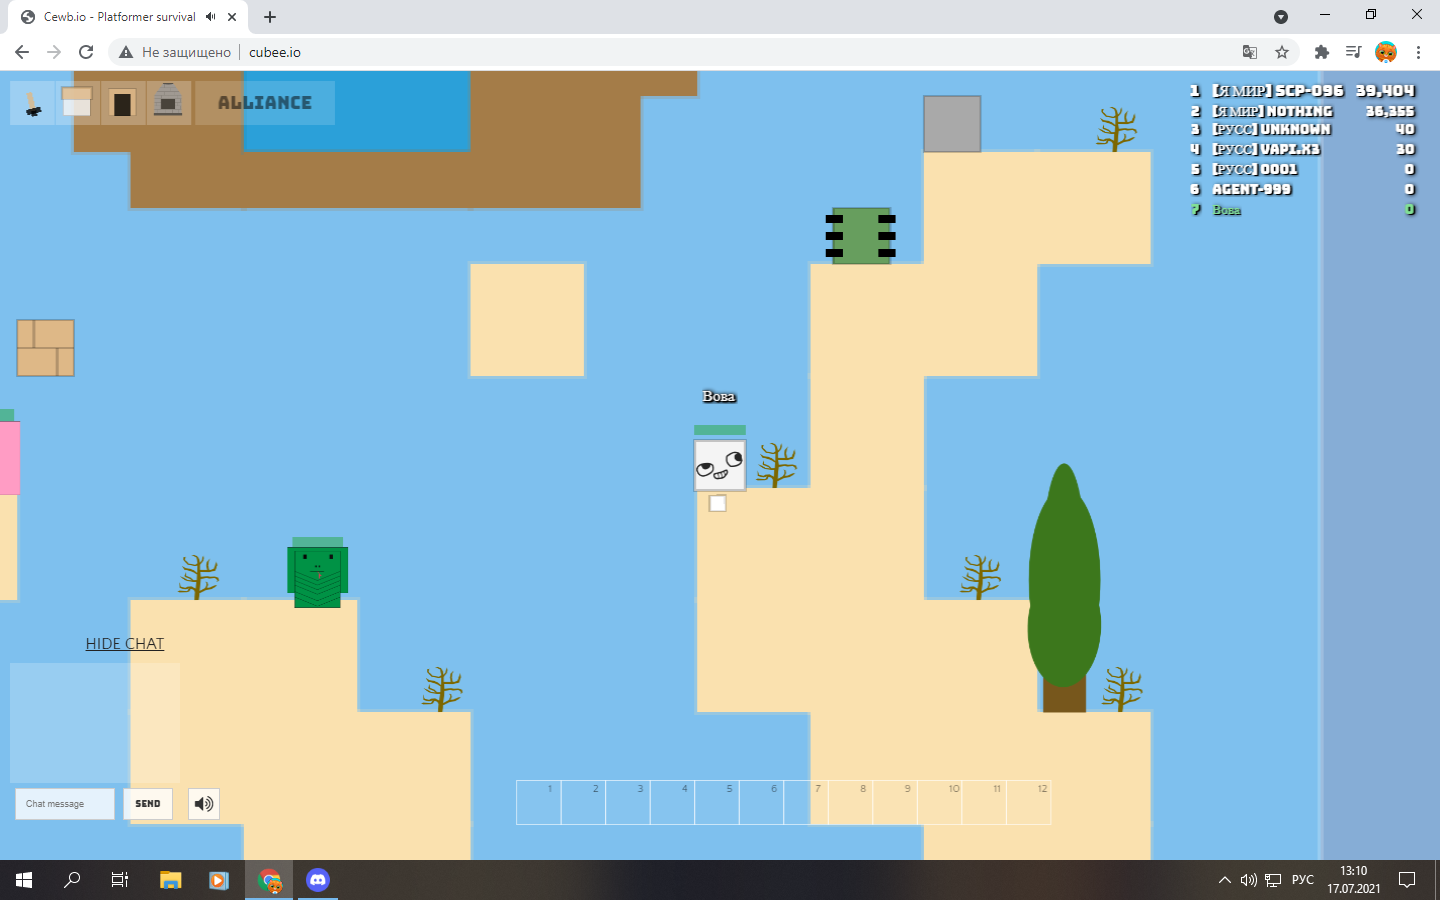 Cewb.io - Platformer survival
Не защищено
cubee.io
ALLIANCE
1 [Я МИР] SCP-096 39,404
2 [Я МИР] NOTHING 36,355
3 [РУСС] UNKNOWN 40
4 [РУСС] VAPI.X3 30
5 [РУСС] 0001 0
6 AGENT-999 0
7 Вова 0
Вова
HIDE CHAT
Chat message
SEND
1 2 3 4 5 6 7 8 9 10 11 12
РУС
13:10
17.07.2021